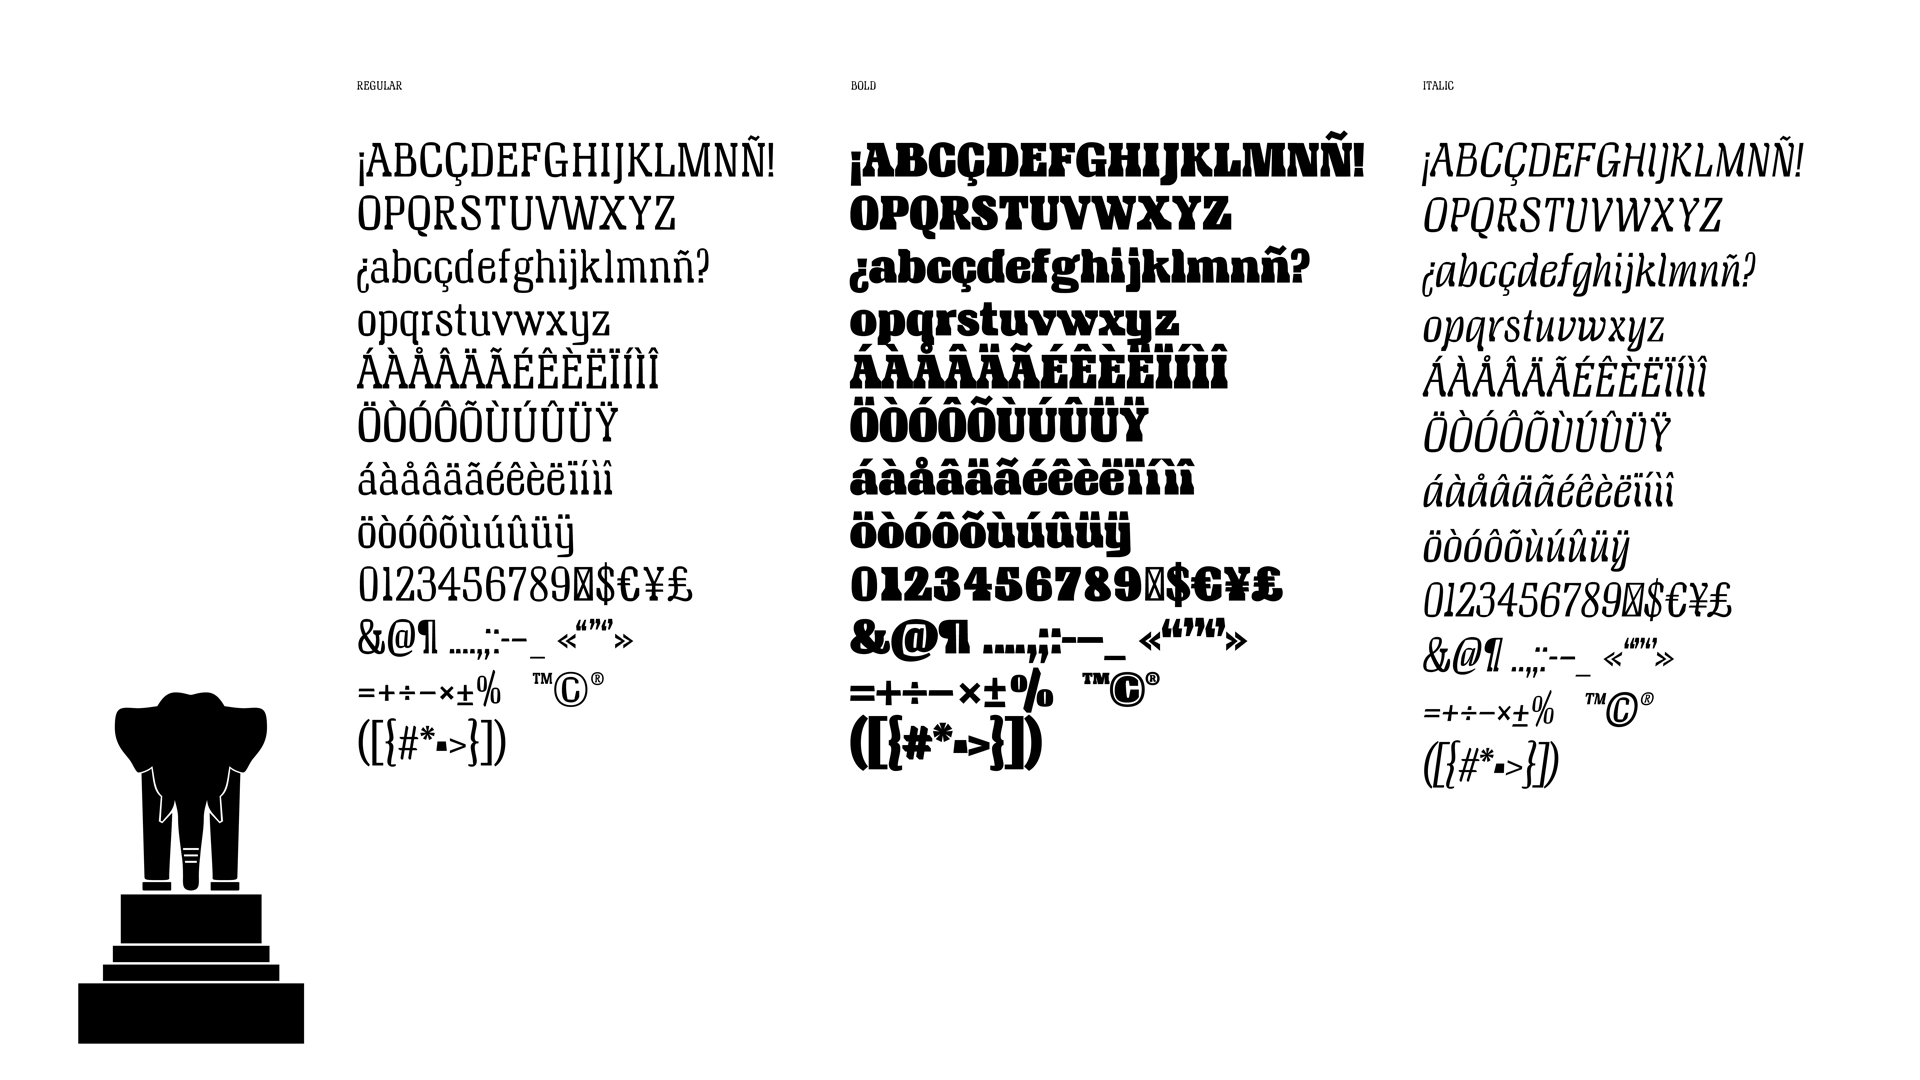 REGULAR
¡ABCÇDEFGHIJKLMNÑ!
OPQRSTUVWXYZ
¿abcçdefghijklmnñ?
opqrstuvwxyz
ÁÀÅÂÄÃÉÊÈËÏÍÌÎ
ÖÒÓÔÕÙÚÛÜŸ
áàåâäãéêèëïíìî
öòóôõùúûüÿ
0123456789$€¥£
&@¶ ....,;:-–_ «“”‘’»
=+÷−×±% ™©®
([{#*▪>}])
BOLD
¡ABCÇDEFGHIJKLMNÑ!
OPQRSTUVWXYZ
¿abcçdefghijklmnñ?
opqrstuvwxyz
ÁÀÅÂÄÃÉÊÈËÏÍÌÎ
ÖÒÓÔÕÙÚÛÜŸ
áàåâäãéêèëïíìî
öòóôõùúûüÿ
0123456789$€¥£
&@¶ ....,;:-–_ «“”‘’»
=+÷−×±% ™©®
([{#*▪>}])
ITALIC
¡ABCÇDEFGHIJKLMNÑ!
OPQRSTUVWXYZ
¿abcçdefghijklmnñ?
opqrstuvwxyz
ÁÀÅÂÄÃÉÊÈËÏÍÌÎ
ÖÒÓÔÕÙÚÛÜŸ
áàåâäãéêèëïíìî
öòóôõùúûüÿ
0123456789$€¥£
&@¶ ..,;:-–_ «“”‘’»
=+÷−×±% ™©®
([{#*▪>}])